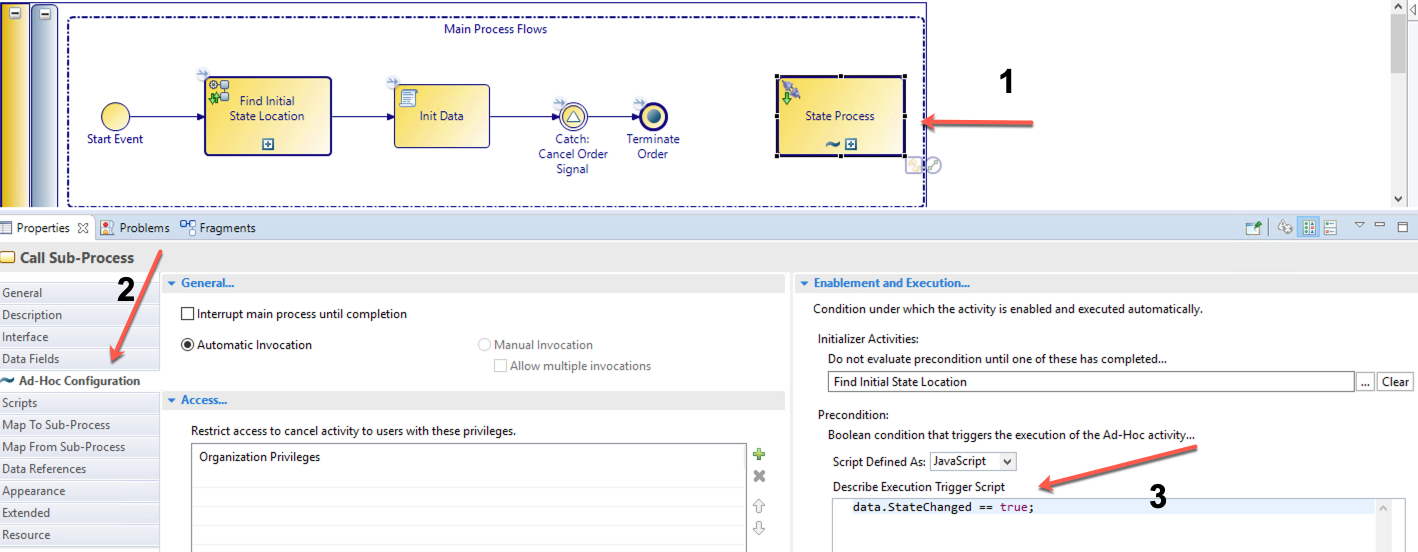 Main Process Flows
1
Find Initial
State Location
Init Data
State Process
Start Event
Catch:
Cancel Order
Signal
Terminate
Order
Properties
Problems
Fragments
Call Sub-Process
2
General
Description
Interface
Data Fields
Ad-Hoc Configuration
Scripts
Map To Sub-Process
Map From Sub-Process
Data References
Appearance
Extended
Resource
General...
Interrupt main process until completion
Automatic Invocation
Manual Invocation
Allow multiple invocations
Access...
Restrict access to cancel activity to users with these privileges.
Organization Privileges
Enablement and Execution...
Condition under which the activity is enabled and executed automatically.
Initializer Activities:
Do not evaluate precondition until one of these has completed...
Find Initial State Location
...
Clear
Precondition:
Boolean condition that triggers the execution of the Ad-Hoc activity...
Script Defined As: JavaScript
Describe Execution Trigger Script
3
data.StateChanged == true;